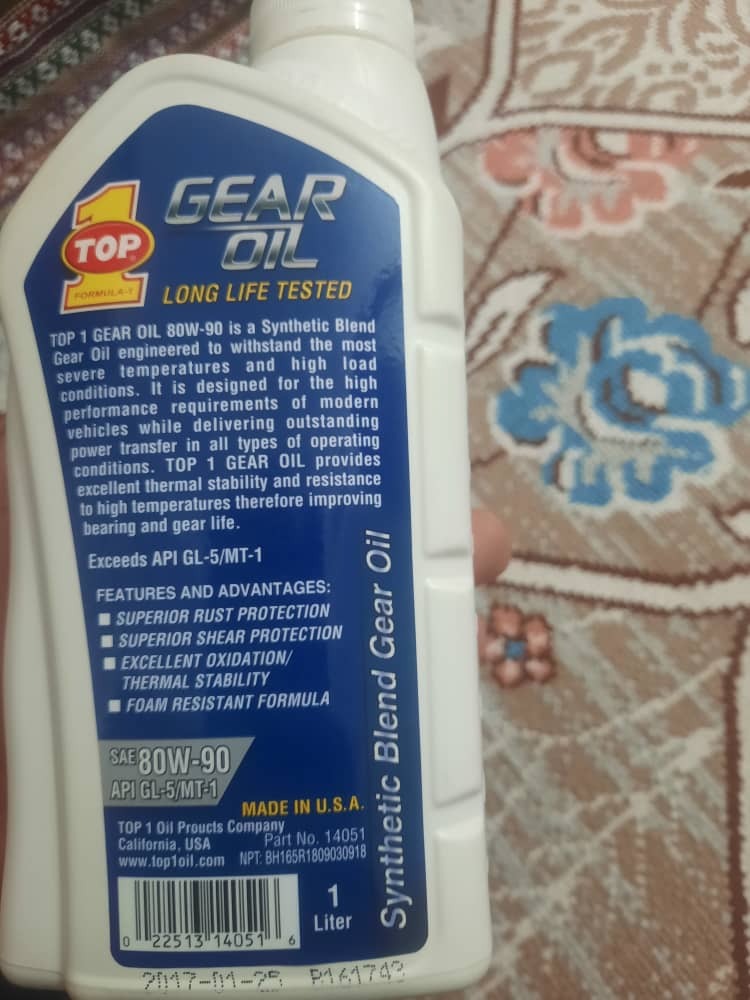 1
TOP
FORMULA-1
GEAR
OIL
LONG LIFE TESTED
TOP 1 GEAR OIL 80W-90 is a Synthetic Blend
Gear Oil engineered to withstand the most
severe temperatures and high load
conditions. It is designed for the high
performance requirements of modern
vehicles while delivering outstanding
power transfer in all types of operating
conditions. TOP 1 GEAR OIL provides
excellent thermal stability and resistance
to high temperatures therefore improving
bearing and gear life.
Exceeds API GL-5/MT-1
FEATURES AND ADVANTAGES:
SUPERIOR RUST PROTECTION
SUPERIOR SHEAR PROTECTION
EXCELLENT OXIDATION/
THERMAL STABILITY
FOAM RESISTANT FORMULA
Synthetic Blend Gear Oil
SAE 80W-90
API GL-5/MT-1
MADE IN U.S.A.
TOP 1 Oil Proucts Company
California, USA Part No. 14051
www.top1oil.com NPT: BH165R1809030918
0 22513 14051 6
1
Liter
2017-01-25 P161743